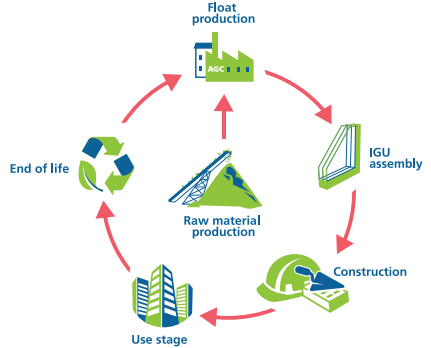 Float
production
AGC
IGU
assembly
End of life
Raw material
production
Construction
Use stage